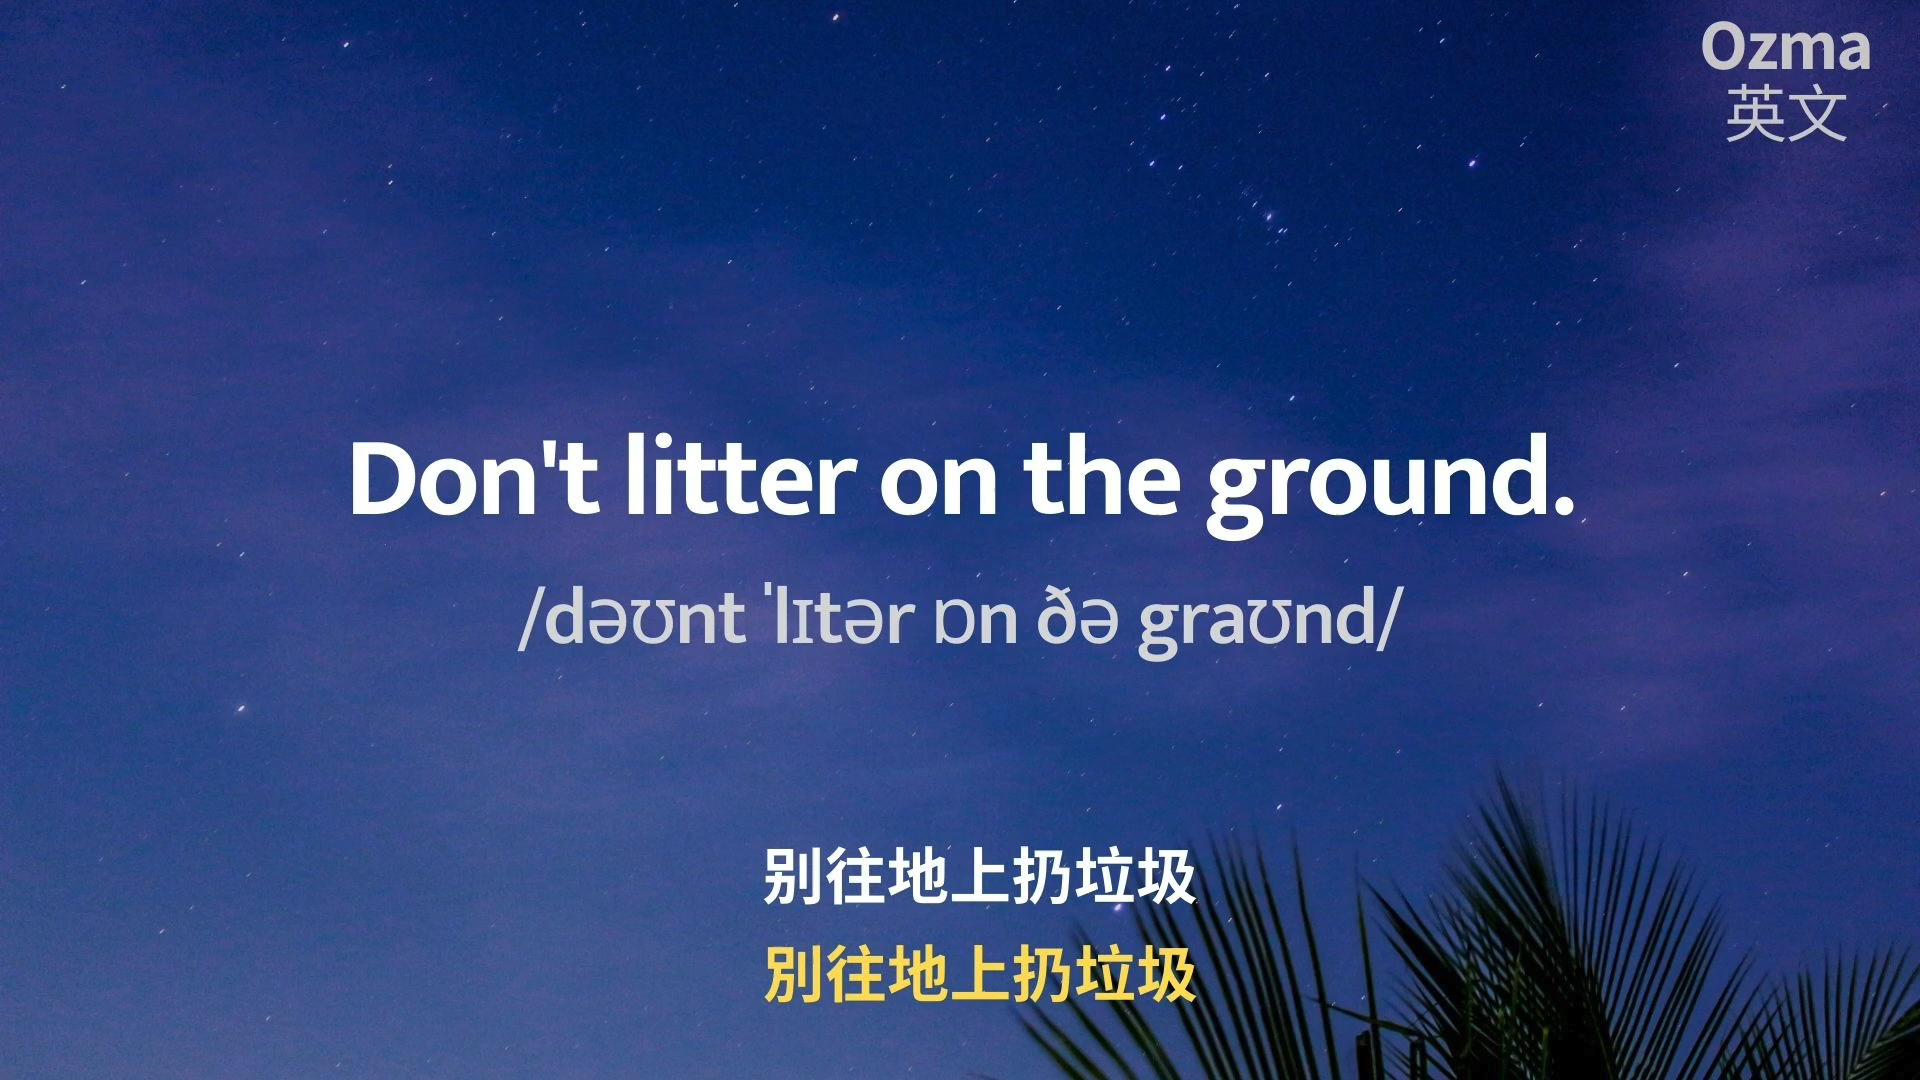 Ozma
英文
Don't litter on the ground.
/dəʊnt ˈlɪtər ɒn ðə graʊnd/
别往地上扔垃圾
別往地上扔垃圾